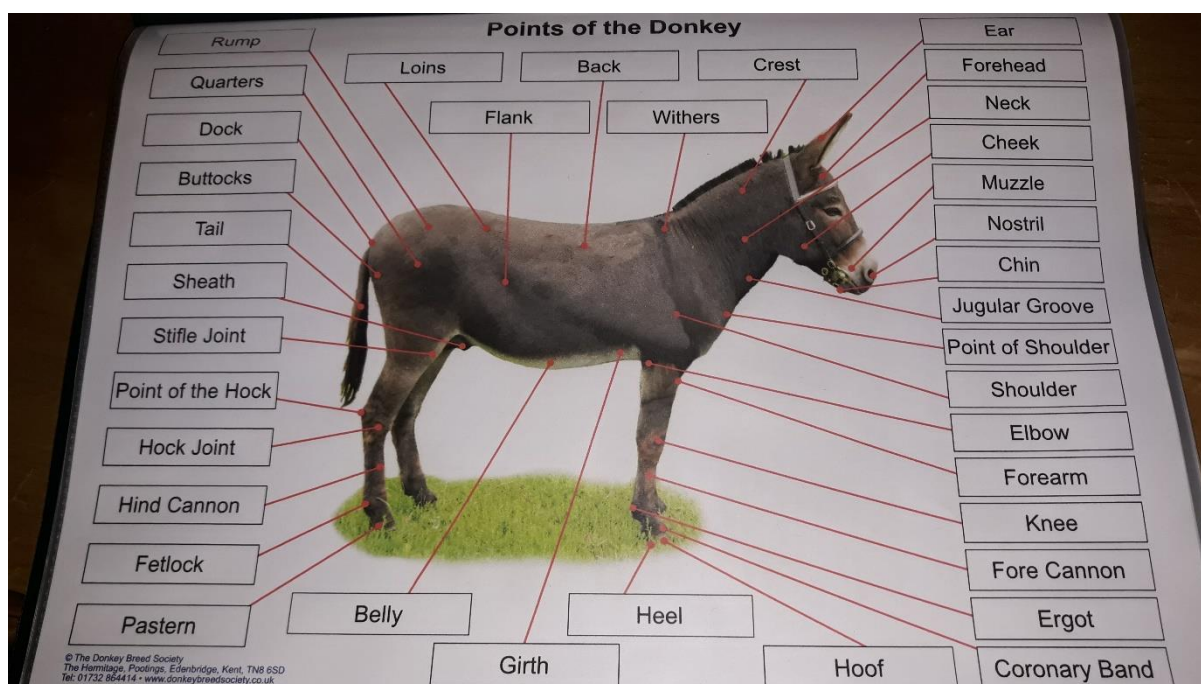 Points of the Donkey
Rump
Quarters
Dock
Buttocks
Tail
Sheath
Stifle Joint
Point of the Hock
Hock Joint
Hind Cannon
Fetlock
Pastern
Loins
Back
Crest
Flank
Withers
Ear
Forehead
Neck
Cheek
Muzzle
Nostril
Chin
Jugular Groove
Point of Shoulder
Shoulder
Elbow
Forearm
Knee
Fore Cannon
Ergot
Coronary Band
Belly
Heel
Girth
Hoof
© The Donkey Breed Society
The Hermitage, Pootings, Edenbridge, Kent, TN8 6SD
Tel: 01732 864414 • www.donkeybreedsociety.co.uk